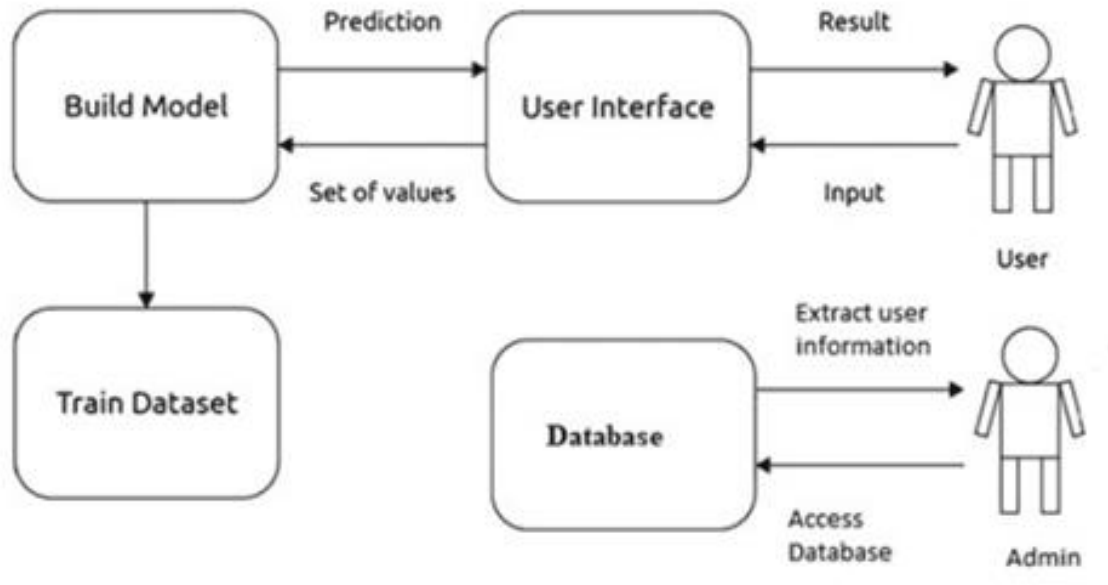 Prediction
Result
Build Model
User Interface
Set of values
Input
User
Extract user
information
Train Dataset
Database
Access
Database
Admin